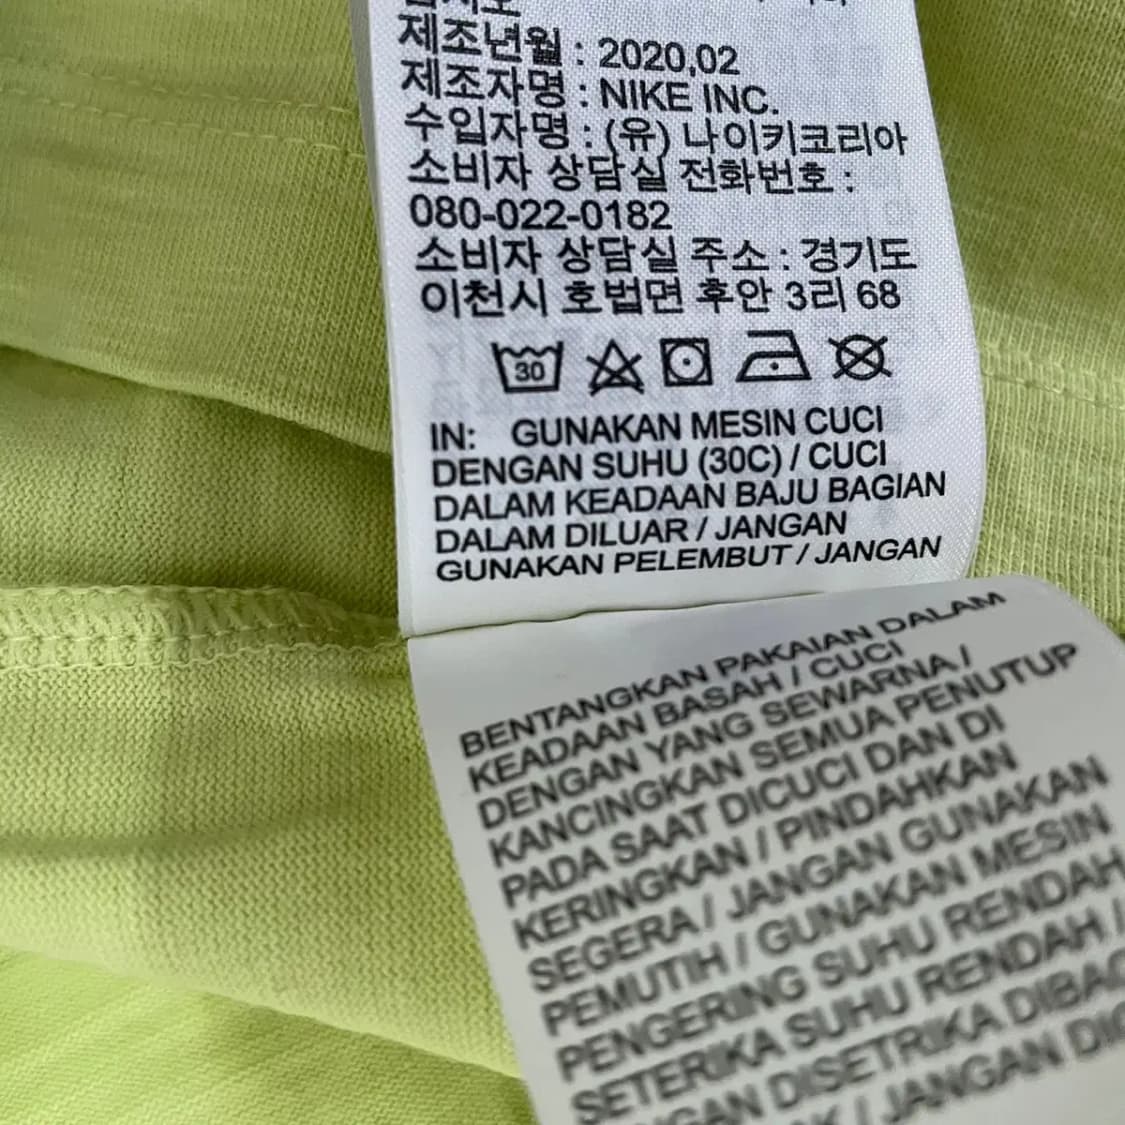 제조년월 : 2020,02
제조자명 : NIKE INC.
수입자명 : (유) 나이키코리아
소비자 상담실 전화번호 :
080-022-0182
소비자 상담실 주소 : 경기도
이천시 호법면 후안 3리 68
30
IN: GUNAKAN MESIN CUCI
DENGAN SUHU (30C) / CUCI
DALAM KEADAAN BAJU BAGIAN
DALAM DILUAR / JANGAN
GUNAKAN PELEMBUT / JANGAN
BENTANGKAN PAKAIAN DALAM
KEADAAN BASAH / CUCI
DENGAN YANG SEWARNA /
KANCINGKAN SEMUA PENUTUP
PADA SAAT DICUCI DAN DI
KERINGKAN / PINDAHKAN
SEGERA / JANGAN GUNAKAN
PEMUTIH / GUNAKAN MESIN
PENGERING SUHU RENDAH
SETERIKA SUHU RENDAH /
DISETRIKA
/ JANGAN